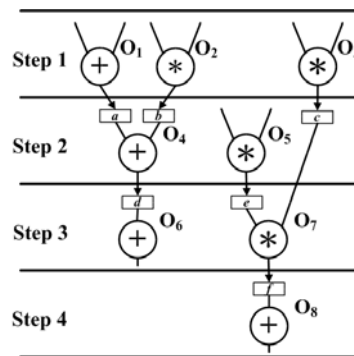 O1 O2 O
Step 1 + * *
a b c
O4 O5
Step 2 + *
d e
O6 O7
Step 3 + *
f
O8
Step 4 +